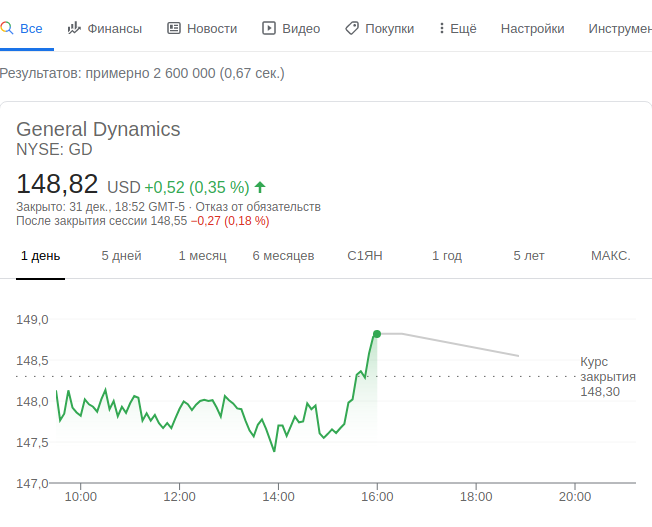 Все Финансы Новости Видео Покупки Ещё Настройки Инструмен
Результатов: примерно 2 600 000 (0,67 сек.)
General Dynamics
NYSE: GD
148,82 USD +0,52 (0,35 %)
Закрыто: 31 дек., 18:52 GMT-5 · Отказ от обязательств
После закрытия сессии 148,55 −0,27 (0,18 %)
1 день 5 дней 1 месяц 6 месяцев С1ЯН 1 год 5 лет МАКС.
149,0
148,5
148,0
147,5
147,0
Курс
закрытия
148,30
10:00 12:00 14:00 16:00 18:00 20:00